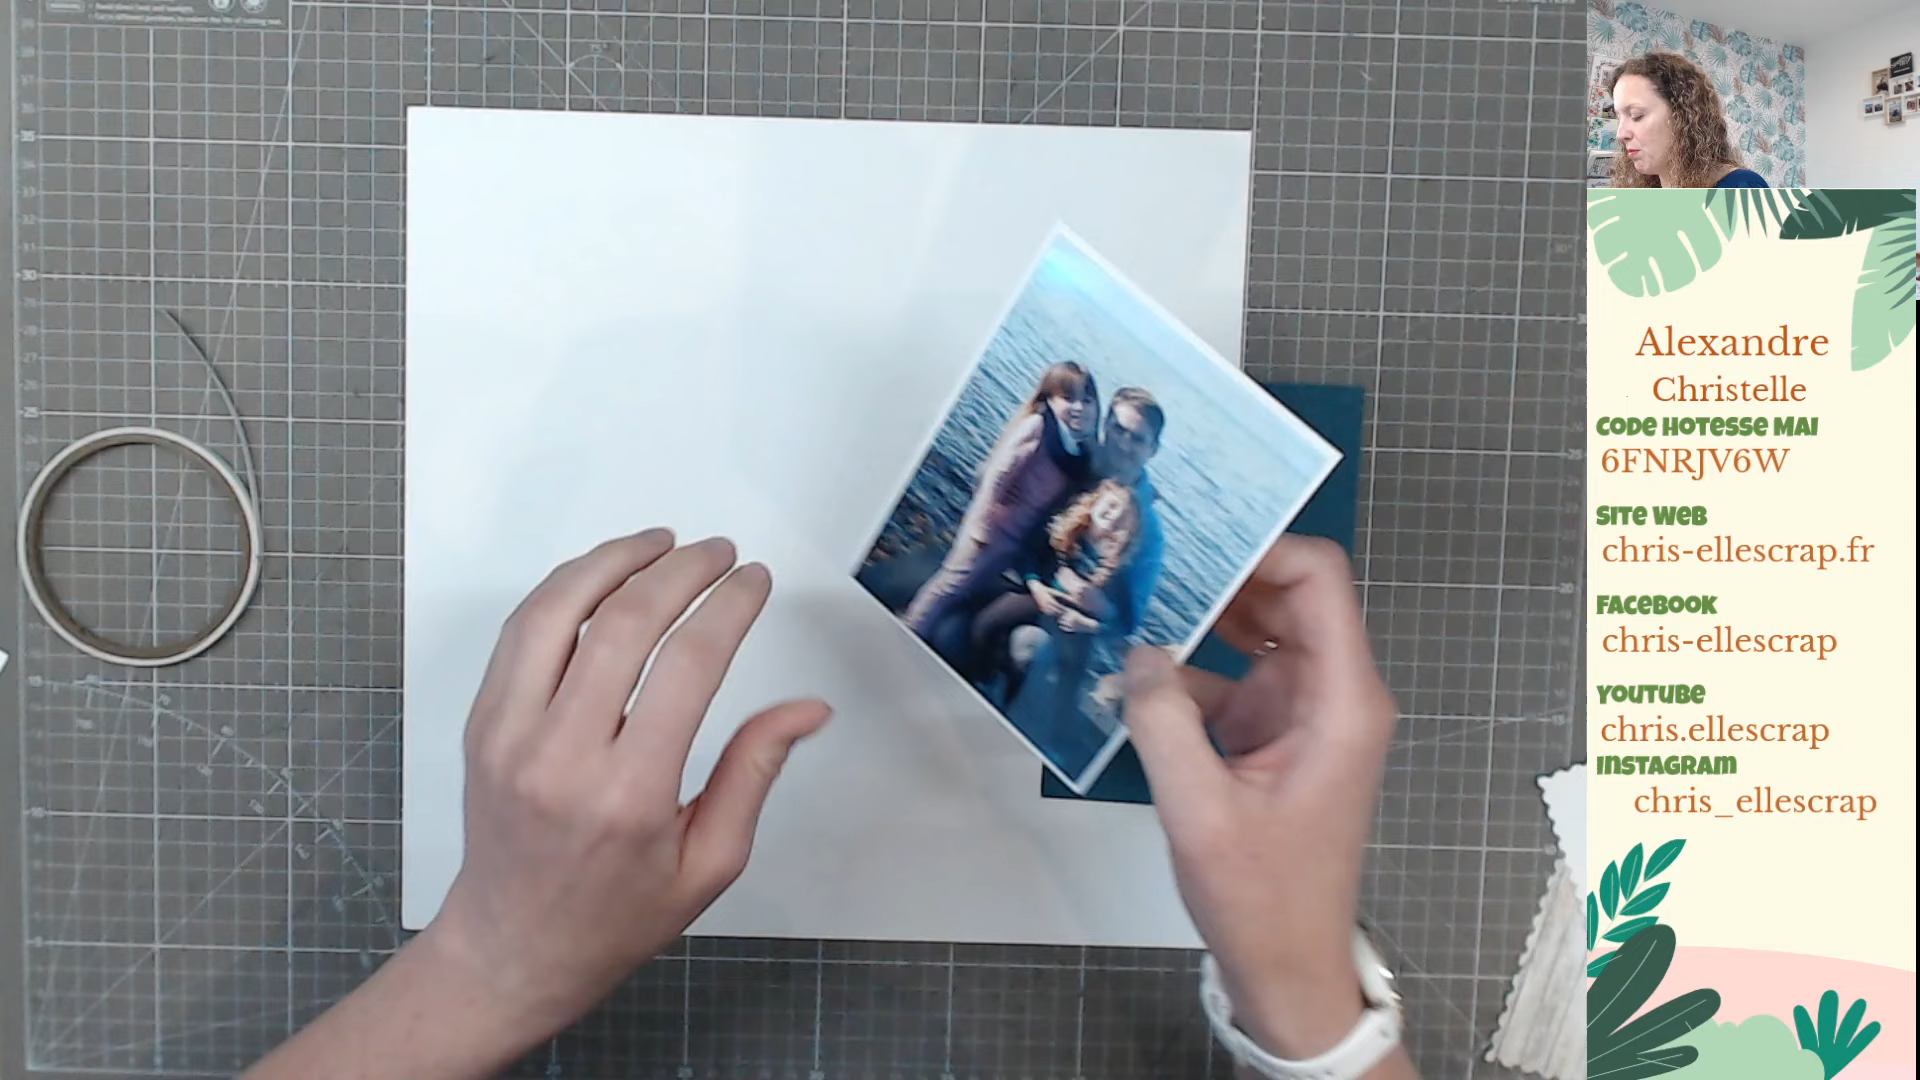 Alexandre
Christelle
CODE HOTESSE MAI
6FNRJV6W
SITE WEB
chris-ellescrap.fr
FACEBOOK
chris-ellescrap
YOUTUBE
chris.ellescrap
INSTAGRAM
chris_ellescrap